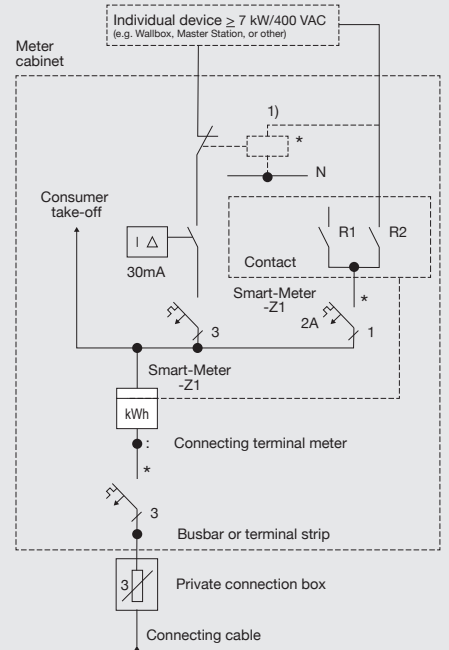 Individual device ≥ 7 kW/400 VAC
(e.g. Wallbox, Master Station, or other)
Meter
cabinet
1)
*
N
Consumer
take-off
R1
R2
I Δ
Contact
30mA
Smart-Meter
-Z1
*
2A
3
1
Smart-Meter
-Z1
kWh
:
Connecting terminal meter
*
3
Busbar or terminal strip
3
Private connection box
Connecting cable